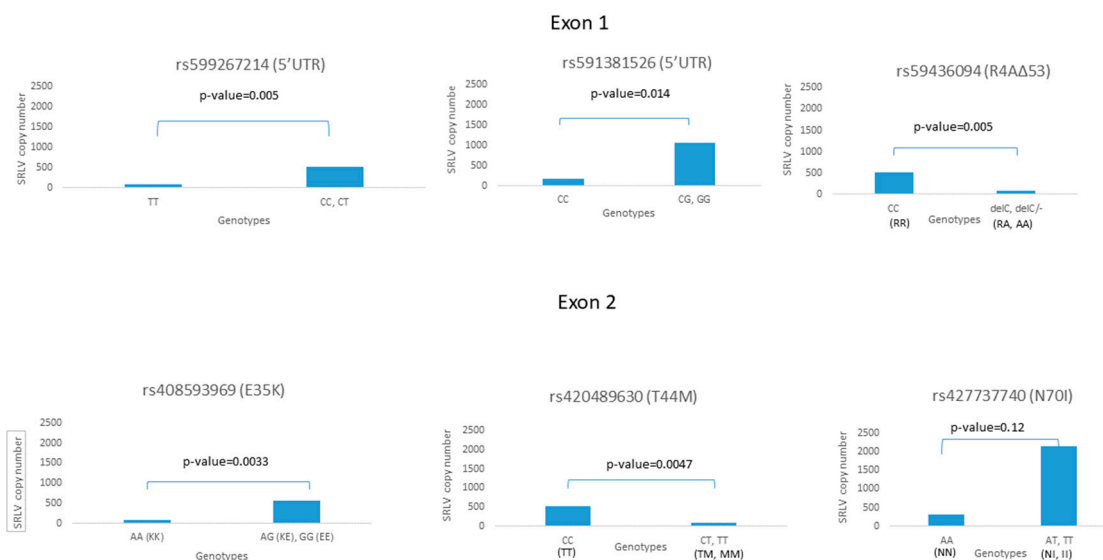 Exon 1
rs599267214 (5'UTR)
SRLV copy number
2500
2000
1500
1000
500
0
p-value=0.005
TT
CC, CT
Genotypes
rs591381526 (5'UTR)
SRLV copy number
2500
2000
1500
1000
500
0
p-value=0.014
CC
CG, GG
Genotypes
rs59436094 (R4AΔ53)
SRLV copy number
2500
2000
1500
1000
500
0
p-value=0.005
CC
(RR)
Genotypes
delC, delC/-
(RA, AA)
Exon 2
rs408593969 (E35K)
SRLV copy number
2500
2000
1500
1000
500
0
p-value=0.0033
AA (KK)
AG (KE), GG (EE)
Genotypes
rs420489630 (T44M)
SRLV copy number
2500
2000
1500
1000
500
0
p-value=0.0047
CC
(TT)
Genotypes
CT, TT
(TM, MM)
rs427737740 (N70I)
SRLV copy number
2500
2000
1500
1000
500
0
p-value=0.12
AA
(NN)
Genotypes
AT, TT
(NI, II)